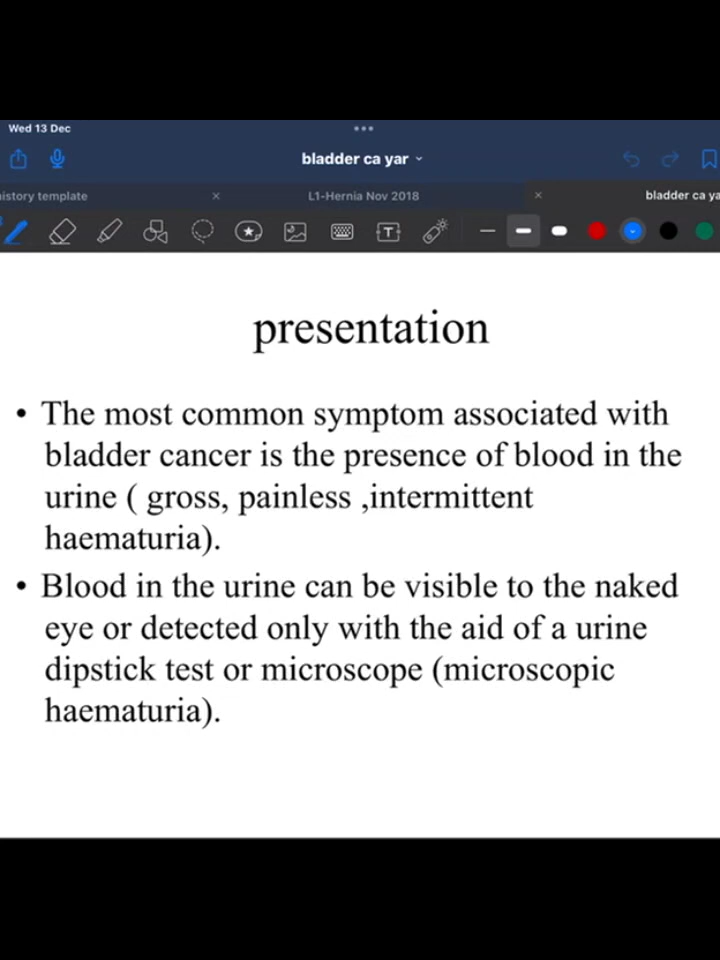 Wed 13 Dec
bladder ca yar
history template
L1-Hernia Nov 2018
bladder ca ya
T
presentation
• The most common symptom associated with
bladder cancer is the presence of blood in the
urine ( gross, painless ,intermittent
haematuria).
• Blood in the urine can be visible to the naked
eye or detected only with the aid of a urine
dipstick test or microscope (microscopic
haematuria).